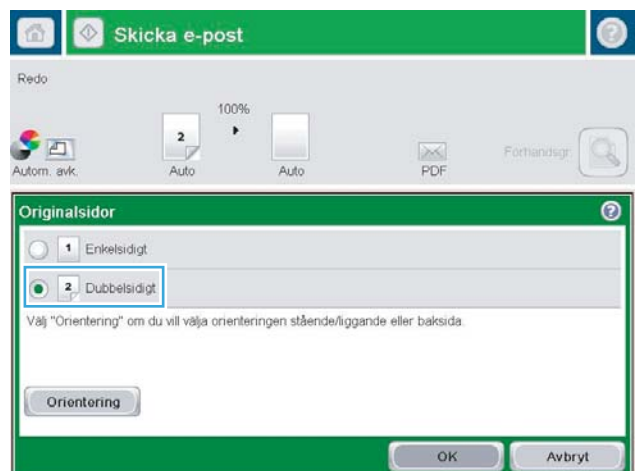 Skicka e-post
Redo
100%
2
Autom. avk.
Auto
Auto
PDF
Förhandsgr.
Originalsidor
1 Enkelsidigt
2 Dubbelsidigt
Välj "Orientering" om du vill välja orienteringen stående/liggande eller baksida.
Orientering
OK
Avbryt